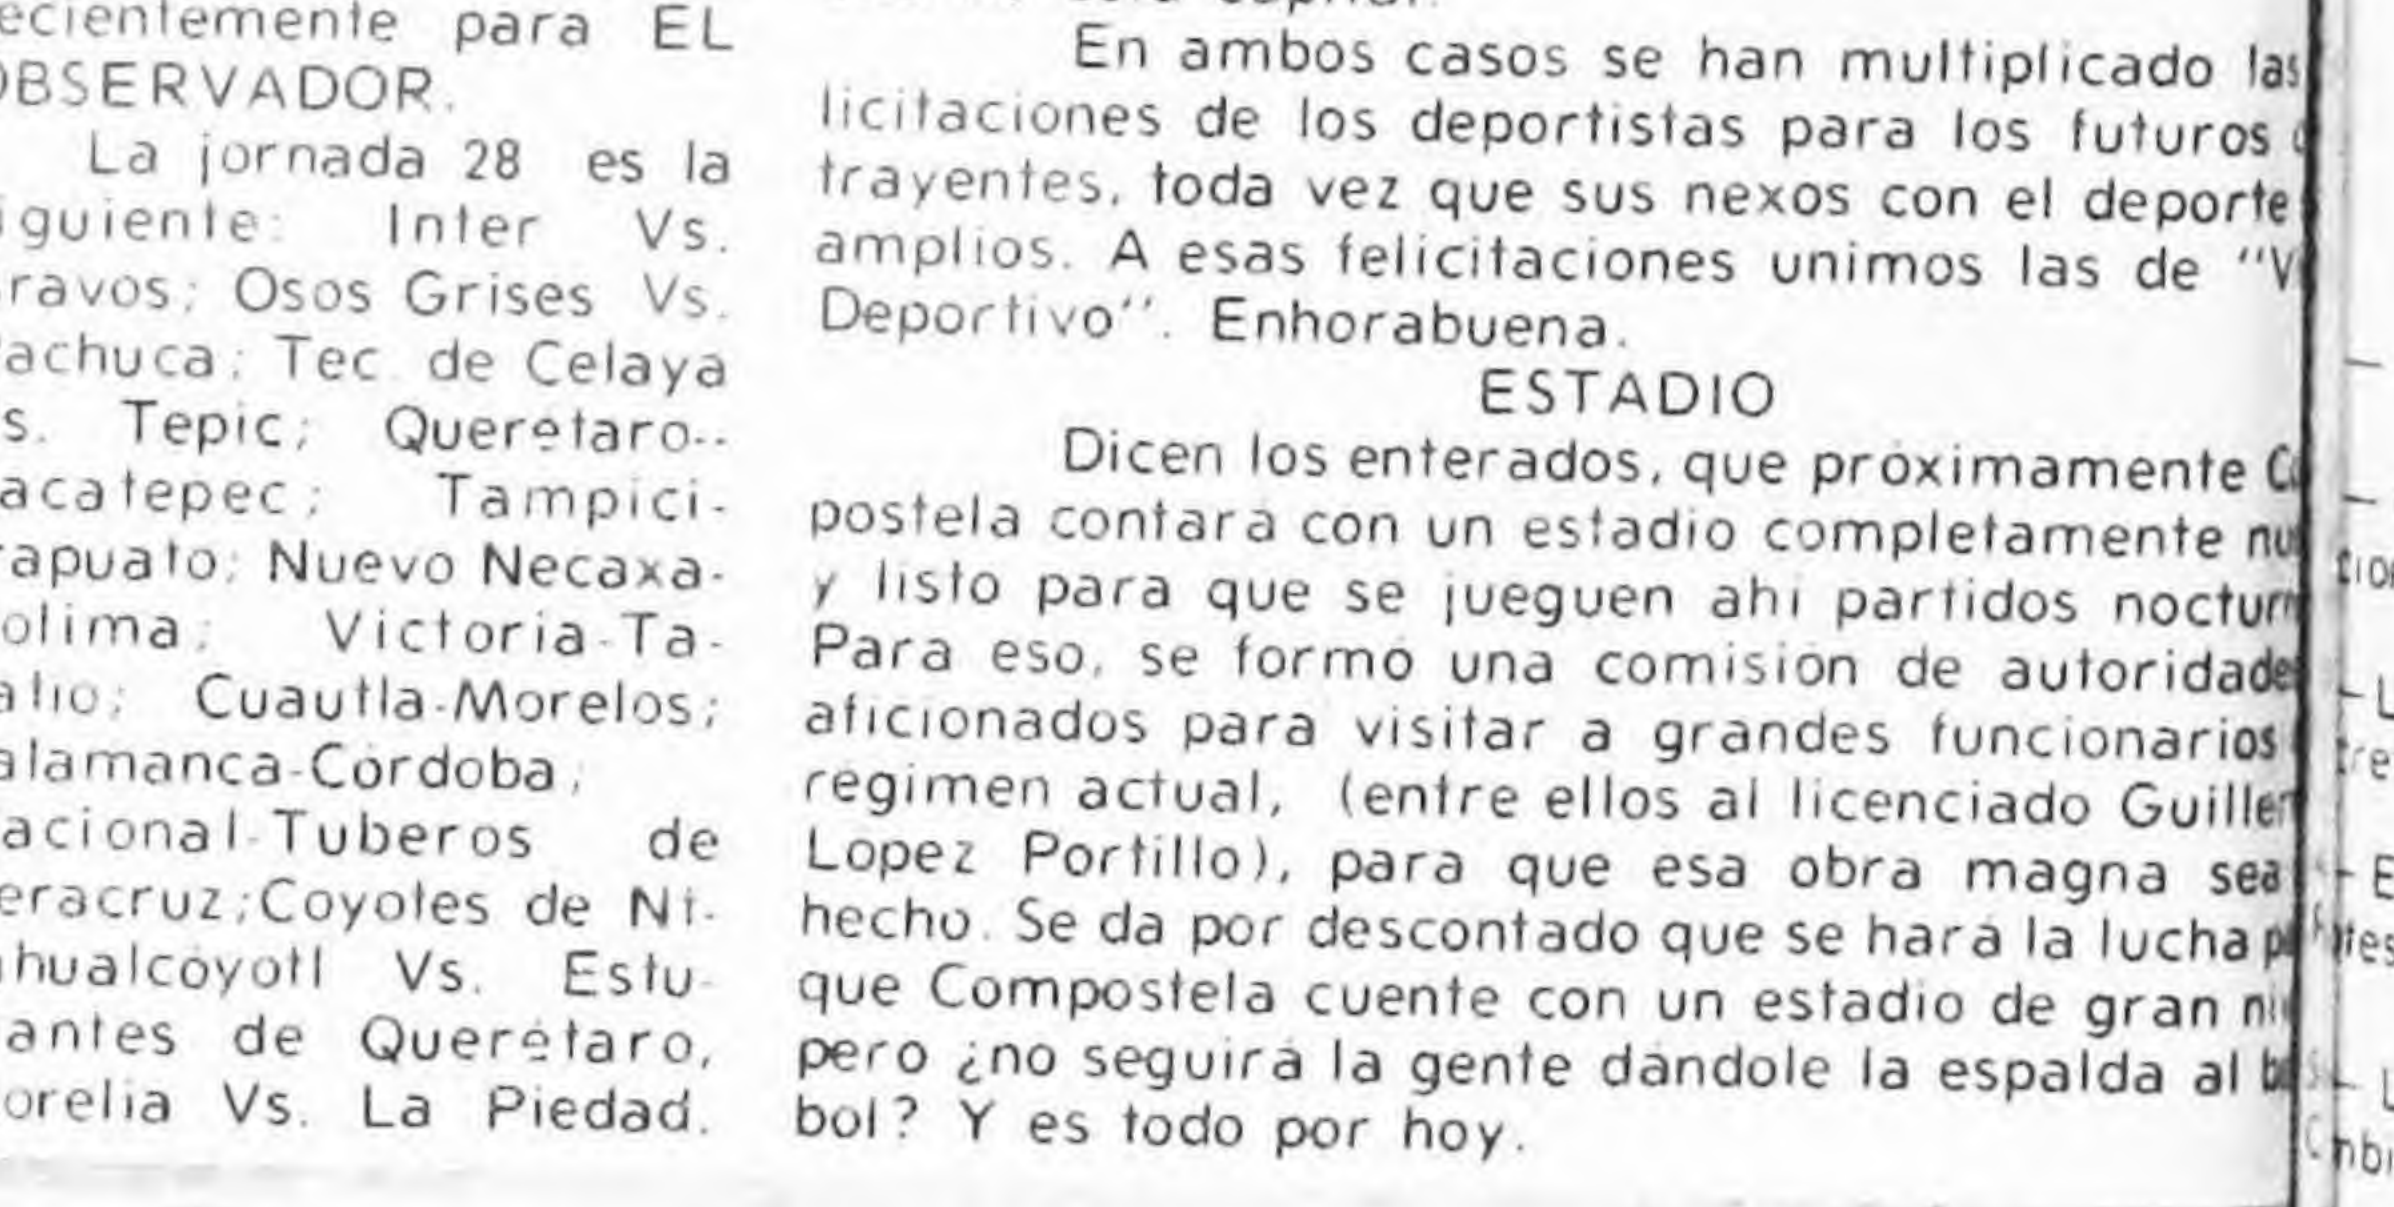 ecientemente para EL
OBSERVADOR.
La jornada 28 es la
iguiente: Inter Vs.
ravos; Osos Grises Vs.
achuca; Tec. de Celaya
s. Tepic; Querétaro--
acatepec; Tampici-
rapuato; Nuevo Necaxa-
olima; Victoria-Ta-
atio; Cuautla-Morelos;
alamanca-Córdoba;
acional-Tuberos de
eracruz;Coyotes de Ni-
ahualcóyotl Vs. Estu-
antes de Querétaro,
orelia Vs. La Piedad.
En ambos casos se han multiplicado las
licitaciones de los deportistas para los futuros
trayentes, toda vez que sus nexos con el deporte
amplios. A esas felicitaciones unimos las de "V
Deportivo". Enhorabuena.
ESTADIO
Dicen los enterados, que próximamente Co
postela contará con un estadio completamente nu
y listo para que se jueguen ahí partidos nocturn
Para eso, se formó una comisión de autoridades
aficionados para visitar a grandes funcionarios
régimen actual, (entre ellos al licenciado Guiller
López Portillo), para que esa obra magna sea
hecho. Se da por descontado que se hará la lucha p
que Compostela cuente con un estadio de gran ni
pero ¿no seguirá la gente dándole la espalda al b
bol? Y es todo por hoy.